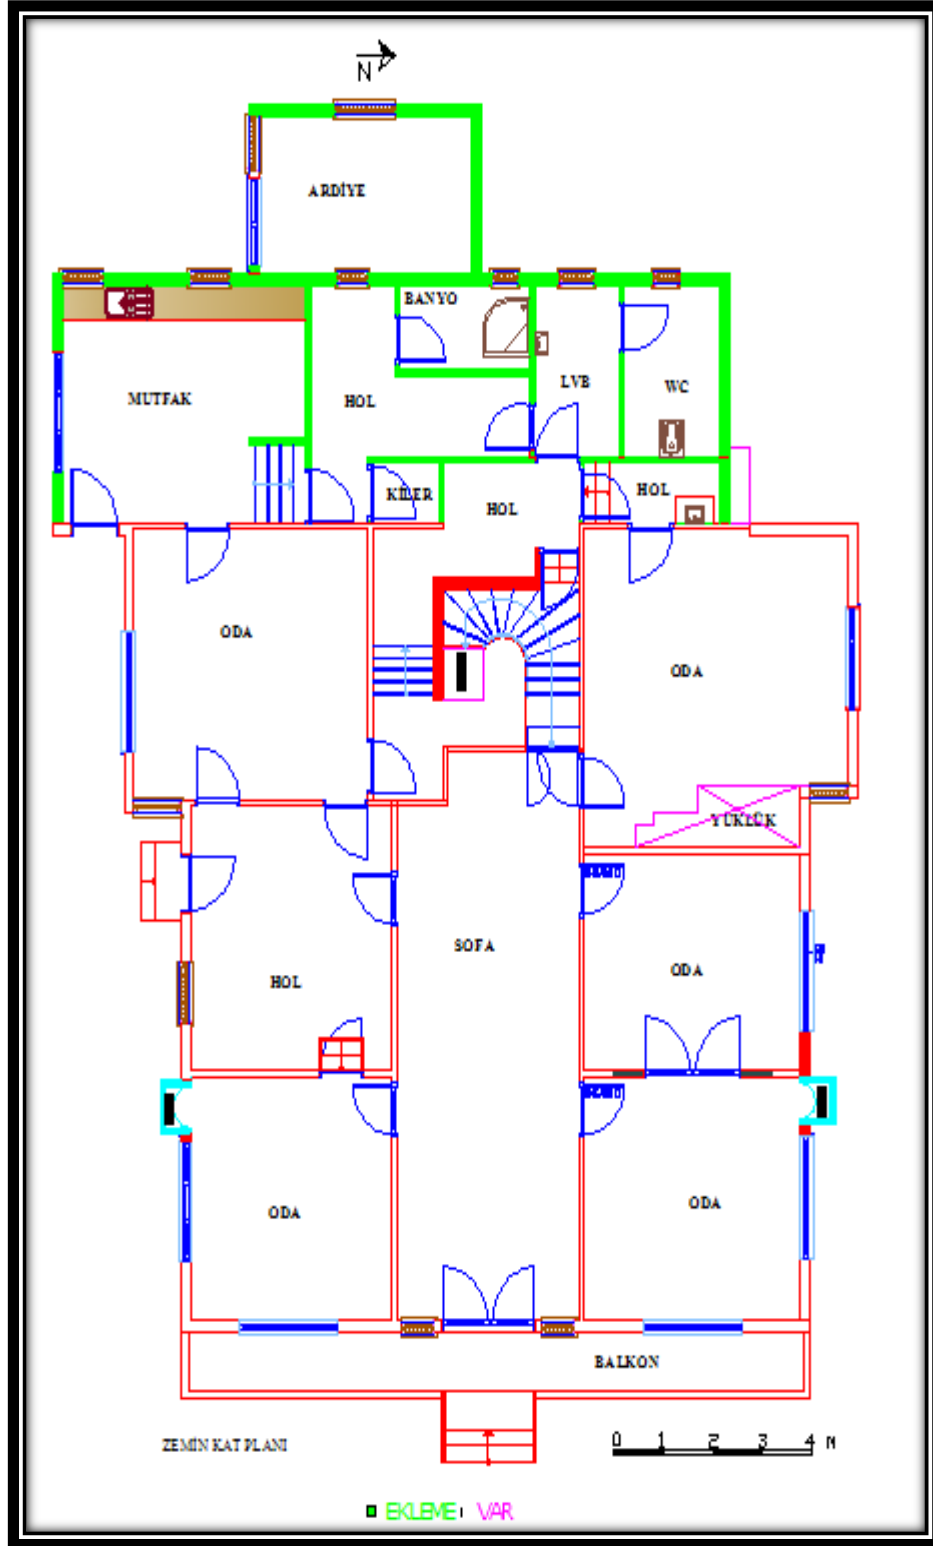 N
ARDİYE
BANYO
MUTFAK
HOL
LVB
WC
KİLER
HOL
HOL
ODA
ODA
YÜKLÜK
SOFA
HOL
ODA
ODA
ODA
BALKON
ZEMİN KAT PLANI
0 1 2 3 4 M
EKLEME VAR